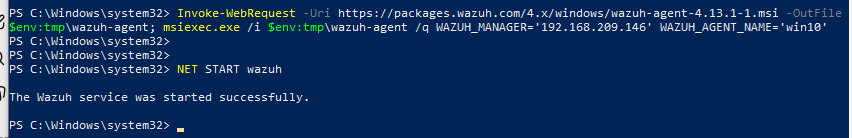 PS C:\Windows\system32> Invoke-WebRequest -Uri https://packages.wazuh.com/4.x/windows/wazuh-agent-4.13.1-1.msi -OutFile
$env:tmp\wazuh-agent; msiexec.exe /i $env:tmp\wazuh-agent /q WAZUH_MANAGER='192.168.209.146' WAZUH_AGENT_NAME='win10'
PS C:\Windows\system32>
PS C:\Windows\system32>
PS C:\Windows\system32> NET START wazuh
The Wazuh service was started successfully.
PS C:\Windows\system32>